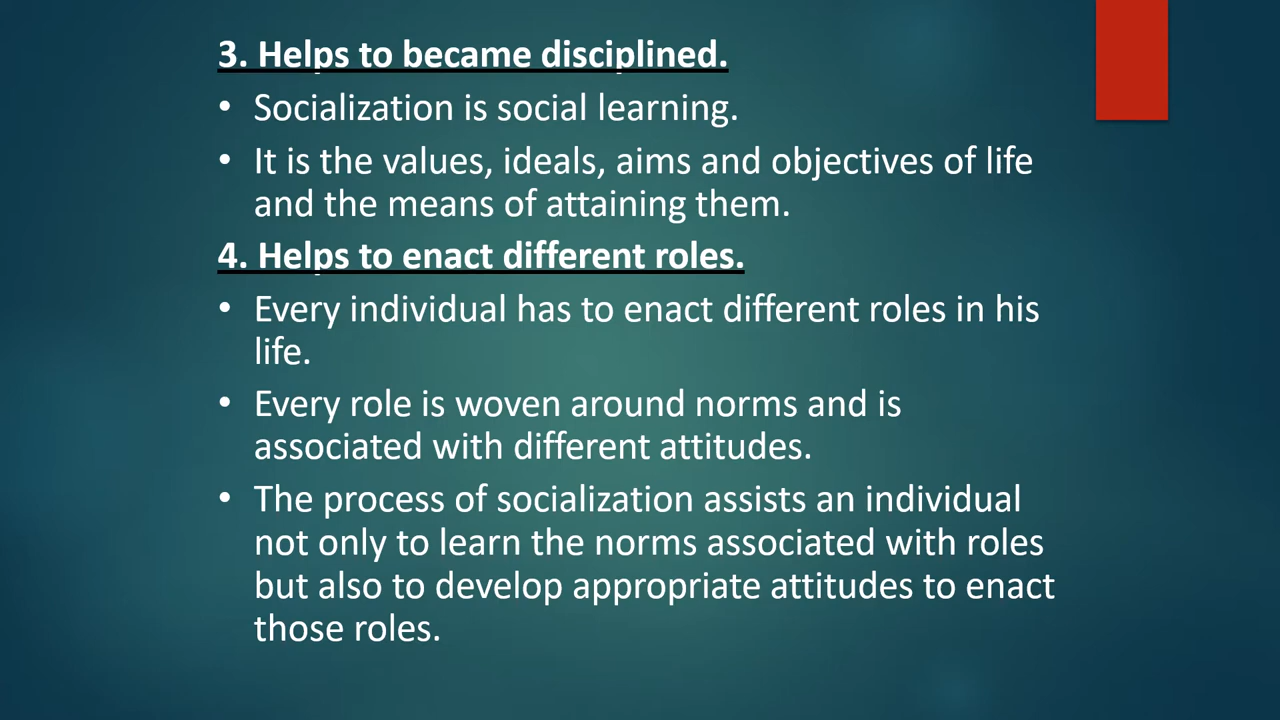 3. Helps to became disciplined.
• Socialization is social learning.
• It is the values, ideals, aims and objectives of life
and the means of attaining them.
4. Helps to enact different roles.
• Every individual has to enact different roles in his
life.
• Every role is woven around norms and is
associated with different attitudes.
• The process of socialization assists an individual
not only to learn the norms associated with roles
but also to develop appropriate attitudes to enact
those roles.